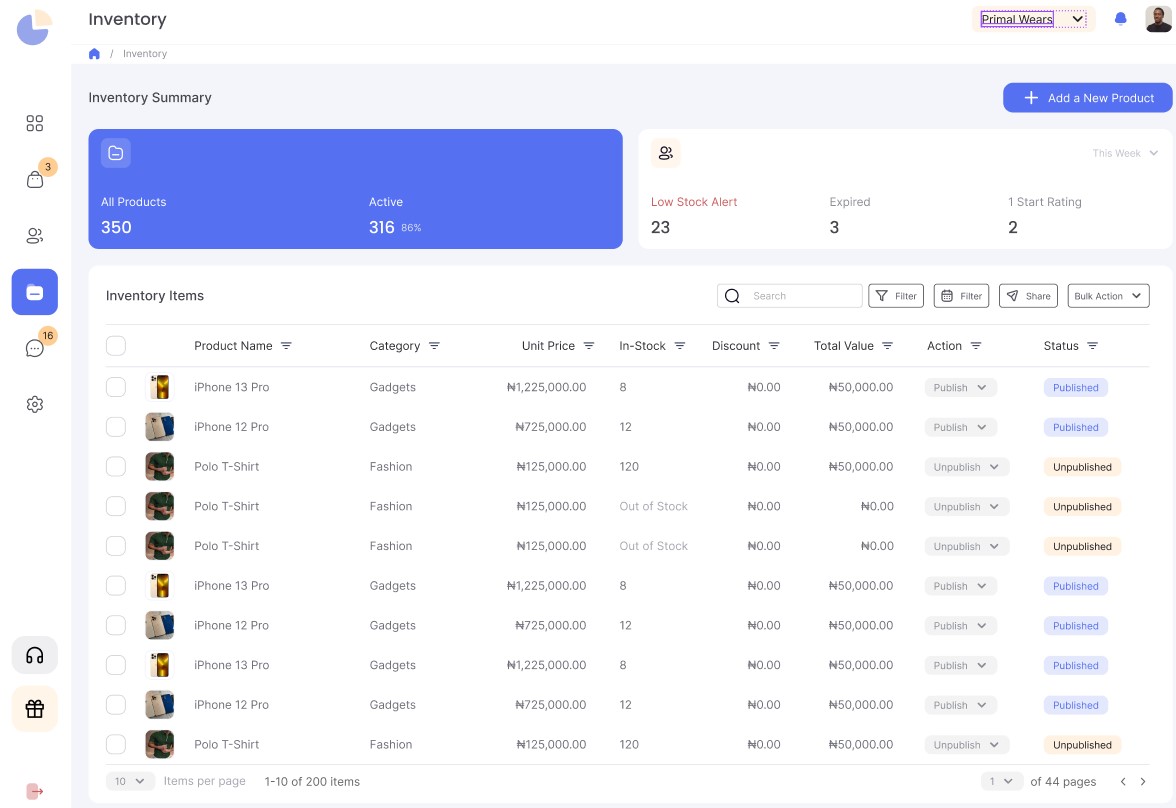 Inventory
Primal Wears
/ Inventory
Inventory Summary
Add a New Product
3
16
All Products
350
Active
316 86%
This Week
Low Stock Alert
23
Expired
3
1 Start Rating
2
Inventory Items
Search
Filter
Filter
Share
Bulk Action
Product Name Category Unit Price In-Stock Discount Total Value Action Status
iPhone 13 Pro Gadgets ₦1,225,000.00 8 ₦0.00 ₦50,000.00 Publish Published
iPhone 12 Pro Gadgets ₦725,000.00 12 ₦0.00 ₦50,000.00 Publish Published
Polo T-Shirt Fashion ₦125,000.00 120 ₦0.00 ₦50,000.00 Unpublish Unpublished
Polo T-Shirt Fashion ₦125,000.00 Out of Stock ₦0.00 ₦0.00 Unpublish Unpublished
Polo T-Shirt Fashion ₦125,000.00 Out of Stock ₦0.00 ₦0.00 Unpublish Unpublished
iPhone 13 Pro Gadgets ₦1,225,000.00 8 ₦0.00 ₦50,000.00 Publish Published
iPhone 12 Pro Gadgets ₦725,000.00 12 ₦0.00 ₦50,000.00 Publish Published
iPhone 13 Pro Gadgets ₦1,225,000.00 8 ₦0.00 ₦50,000.00 Publish Published
iPhone 12 Pro Gadgets ₦725,000.00 12 ₦0.00 ₦50,000.00 Publish Published
Polo T-Shirt Fashion ₦125,000.00 120 ₦0.00 ₦50,000.00 Unpublish Unpublished
10 Items per page 1-10 of 200 items 1 of 44 pages